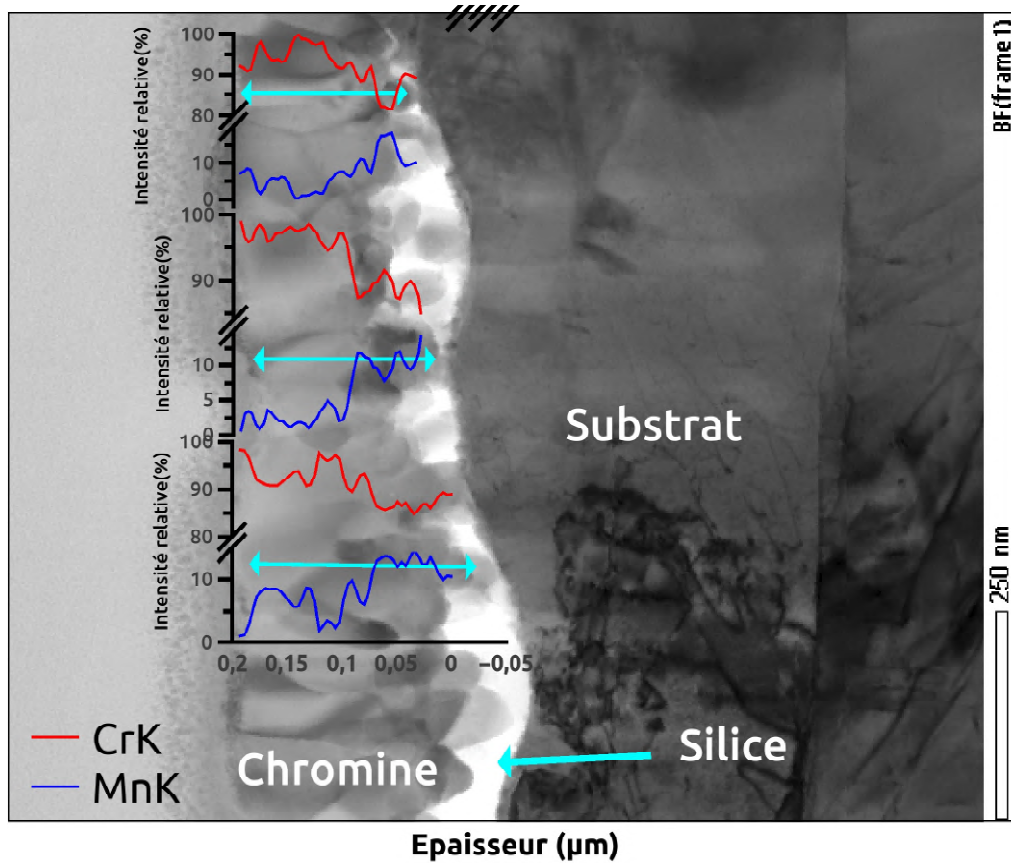 BF(frame1)
Intensité relative(%)
100
90
80
10
0
Intensité relative(%)
100
90
10
5
0
Intensité relative(%)
100
90
80
10
0
0,2 0,15 0,1 0,05 0 −0,05
Substrat
Silice
Chromine
CrK
MnK
250 nm
Epaisseur (µm)